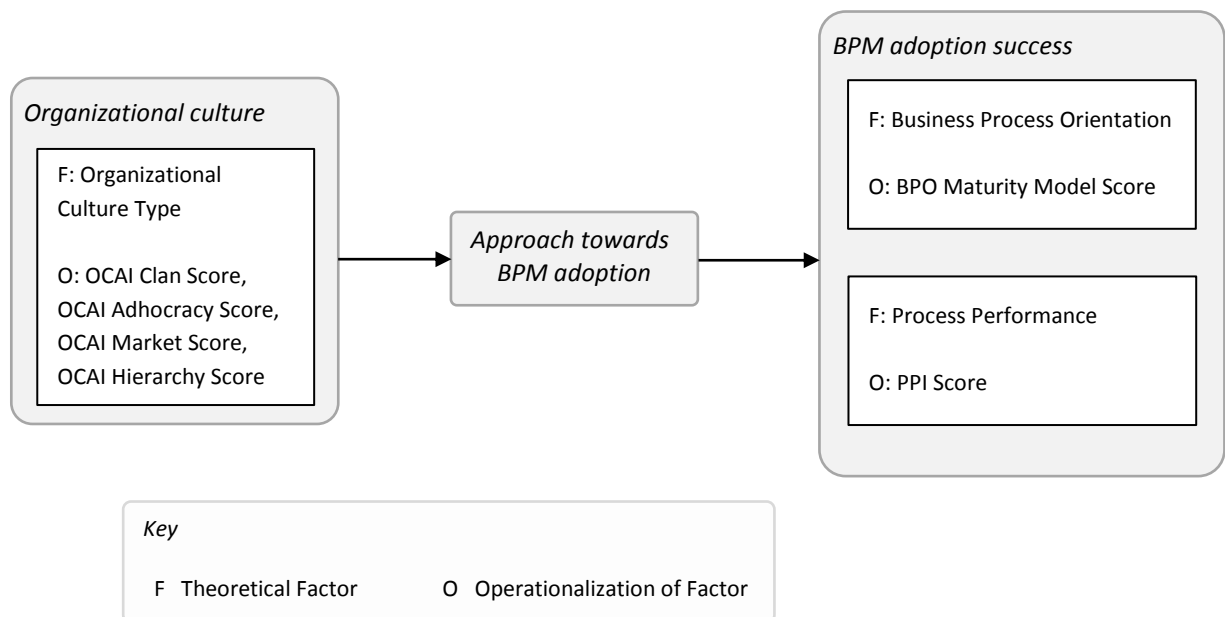 Organizational culture
F: Organizational
Culture Type
O: OCAI Clan Score,
OCAI Adhocracy Score,
OCAI Market Score,
OCAI Hierarchy Score
Approach towards
BPM adoption
BPM adoption success
F: Business Process Orientation
O: BPO Maturity Model Score
F: Process Performance
O: PPI Score
Key
F Theoretical Factor
O Operationalization of Factor